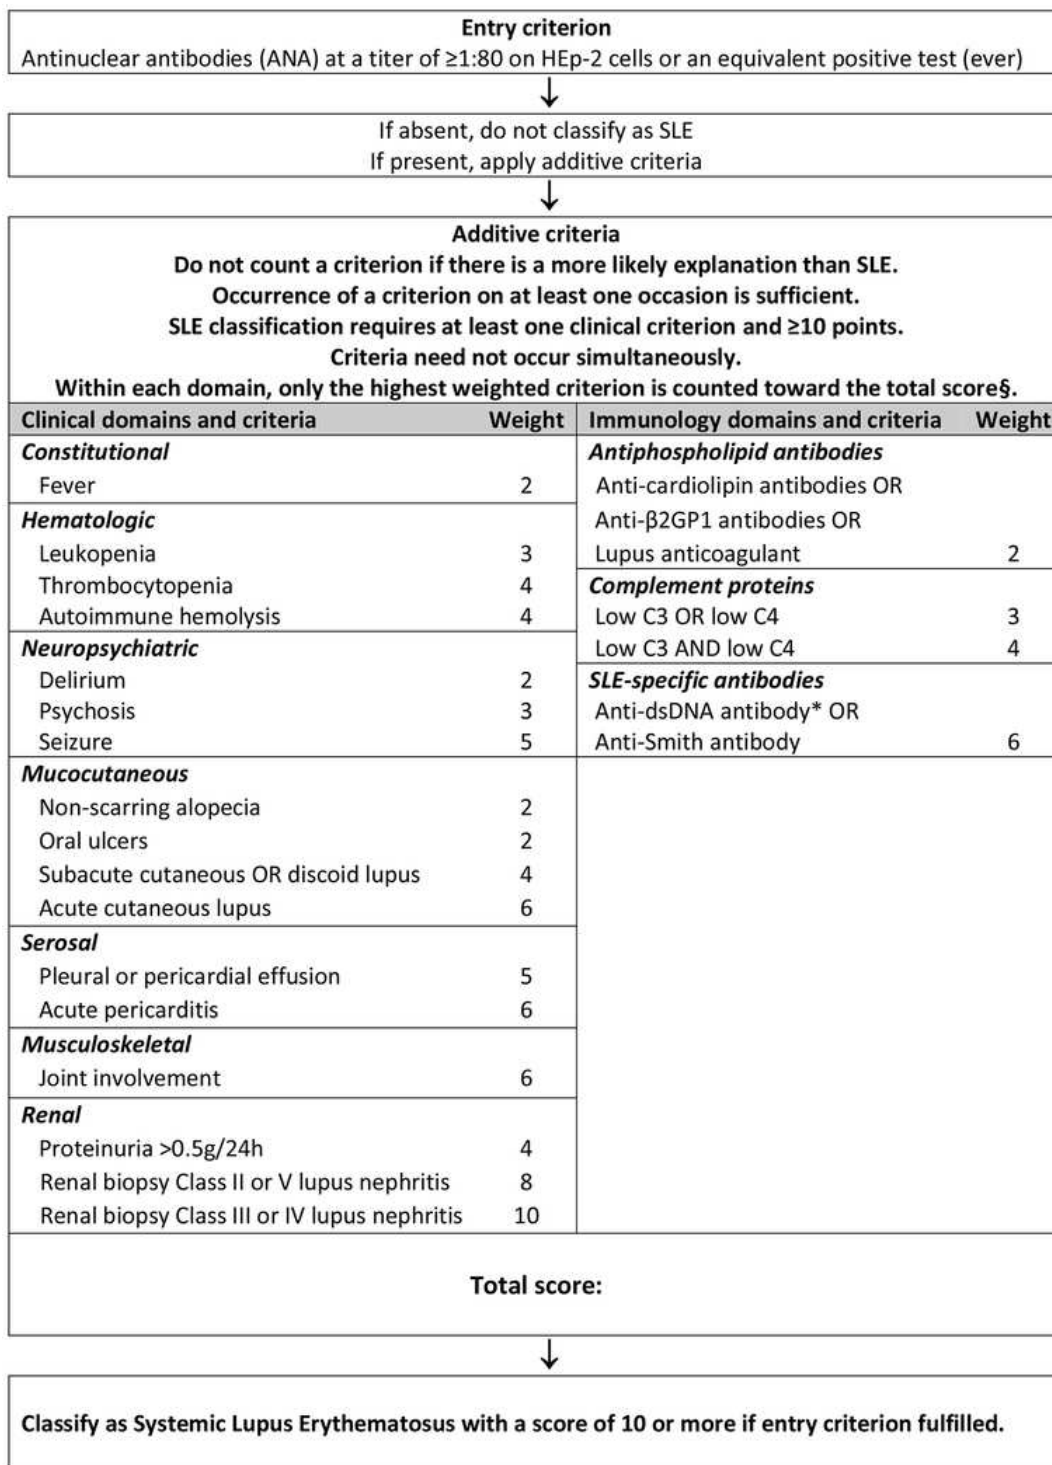 Entry criterion
Antinuclear antibodies (ANA) at a titer of ≥1:80 on HEp-2 cells or an equivalent positive test (ever)
↓
If absent, do not classify as SLE
If present, apply additive criteria
↓
Additive criteria
Do not count a criterion if there is a more likely explanation than SLE.
Occurrence of a criterion on at least one occasion is sufficient.
SLE classification requires at least one clinical criterion and ≥10 points.
Criteria need not occur simultaneously.
Within each domain, only the highest weighted criterion is counted toward the total score§.
Clinical domains and criteria Weight
Constitutional
Fever 2
Hematologic
Leukopenia 3
Thrombocytopenia 4
Autoimmune hemolysis 4
Neuropsychiatric
Delirium 2
Psychosis 3
Seizure 5
Mucocutaneous
Non-scarring alopecia 2
Oral ulcers 2
Subacute cutaneous OR discoid lupus 4
Acute cutaneous lupus 6
Serosal
Pleural or pericardial effusion 5
Acute pericarditis 6
Musculoskeletal
Joint involvement 6
Renal
Proteinuria >0.5g/24h 4
Renal biopsy Class II or V lupus nephritis 8
Renal biopsy Class III or IV lupus nephritis 10
Immunology domains and criteria Weight
Antiphospholipid antibodies
Anti-cardiolipin antibodies OR
Anti-β2GP1 antibodies OR
Lupus anticoagulant 2
Complement proteins
Low C3 OR low C4 3
Low C3 AND low C4 4
SLE-specific antibodies
Anti-dsDNA antibody* OR
Anti-Smith antibody 6
Total score:
↓
Classify as Systemic Lupus Erythematosus with a score of 10 or more if entry criterion fulfilled.